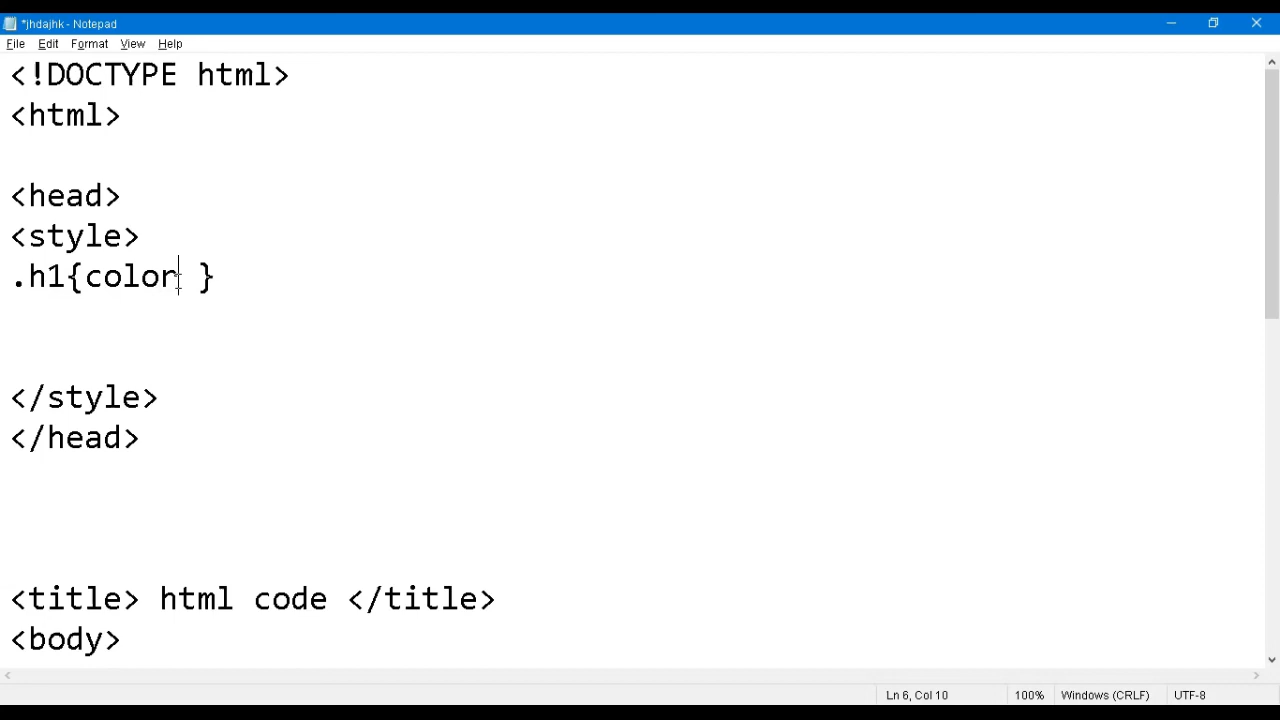 *jhdajhk - Notepad
File Edit Format View Help
<!DOCTYPE html>
<html>
<head>
<style>
.h1{color }
</style>
</head>
<title> html code </title>
<body>
Ln 6, Col 10 100% Windows (CRLF) UTF-8